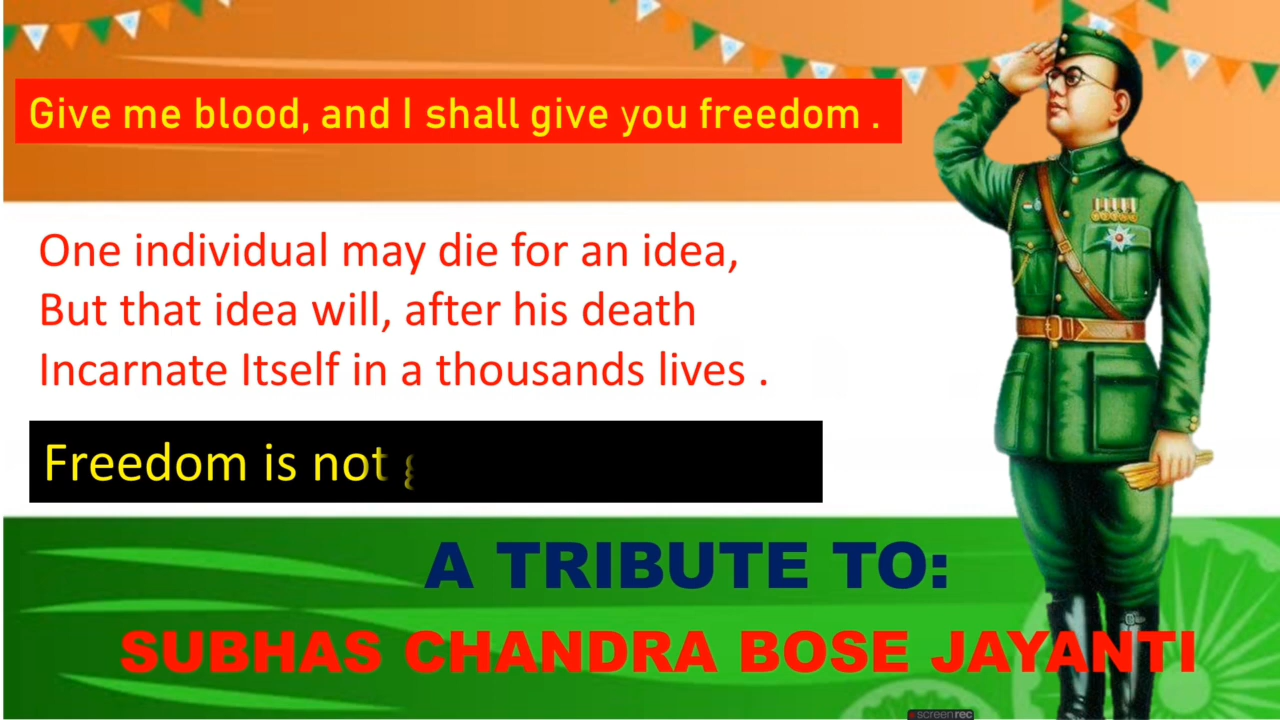 Give me blood, and I shall give you freedom .
One individual may die for an idea,
But that idea will, after his death
Incarnate Itself in a thousands lives .
Freedom is not
A TRIBUTE TO:
SUBHAS CHANDRA BOSE JAYANTI
screenrec